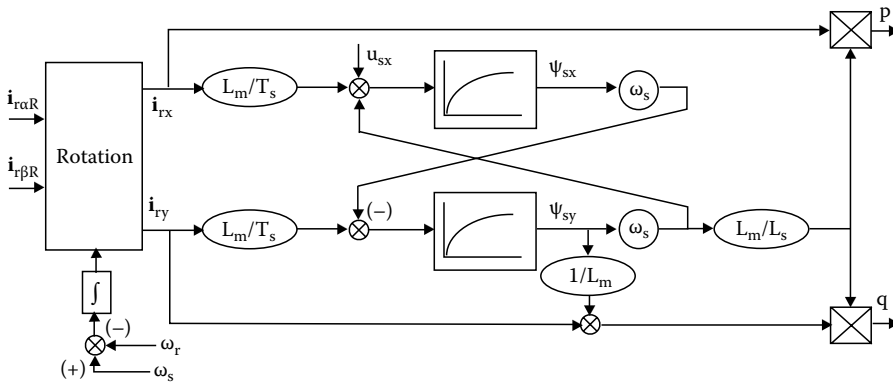 p
u_sx
ψ_sx
L_m/T_s
ω_s
i_rαR
i_rx
Rotation
i_rβR
i_ry
(–)
ψ_sy
L_m/T_s
ω_s
L_m/L_s
1/L_m
∫
q
(–)
ω_r
(+)
ω_s